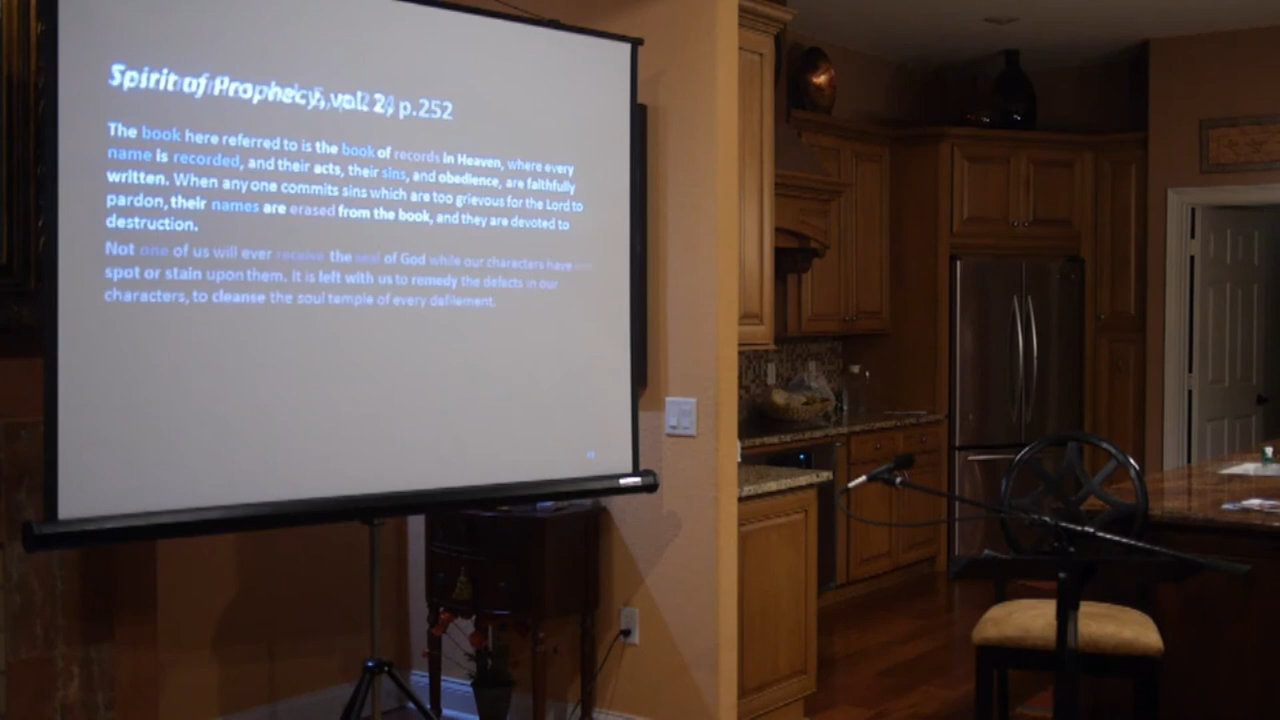 Spirit of Prophecy, vol. 2, p.252
The book here referred to is the book of records in Heaven, where every
name is recorded, and their acts, their sins, and obedience, are faithfully
written. When any one commits sins which are too grievous for the Lord to
pardon, their names are erased from the book, and they are devoted to
destruction.
Not one of us will ever receive the seal of God while our characters have
spot or stain upon them. It is left with us to remedy the defects in our
characters, to cleanse the soul temple of every defilement.